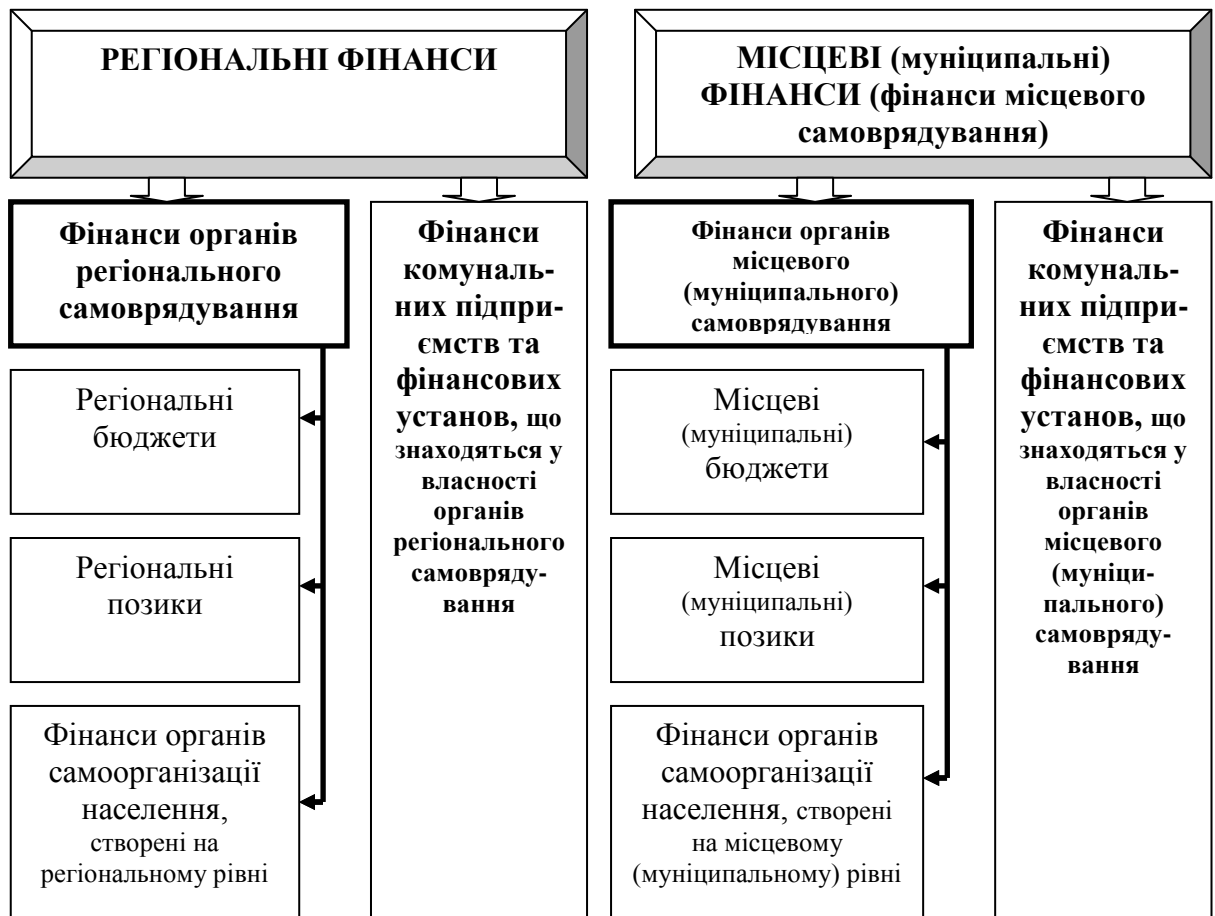 РЕГІОНАЛЬНІ ФІНАНСИ
МІСЦЕВІ (муніципальні)
ФІНАНСИ (фінанси місцевого
самоврядування)
Фінанси органів
регіонального
самоврядування
Регіональні
бюджети
Регіональні
позики
Фінанси органів
самоорганізації
населення,
створені на
регіональному рівні
Фінанси
комуналь-
них підпри-
ємств та
фінансових
установ, що
знаходяться у
власності
органів
регіонального
самовряду-
вання
Фінанси органів
місцевого
(муніципального)
самоврядування
Місцеві
(муніципальні)
бюджети
Місцеві
(муніципальні)
позики
Фінанси органів
самоорганізації
населення, створені
на місцевому
(муніципальному) рівні
Фінанси
комуналь-
них підпри-
ємств та
фінансових
установ, що
знаходяться у
власності
органів
місцевого
(муніци-
пального)
самовряду-
вання